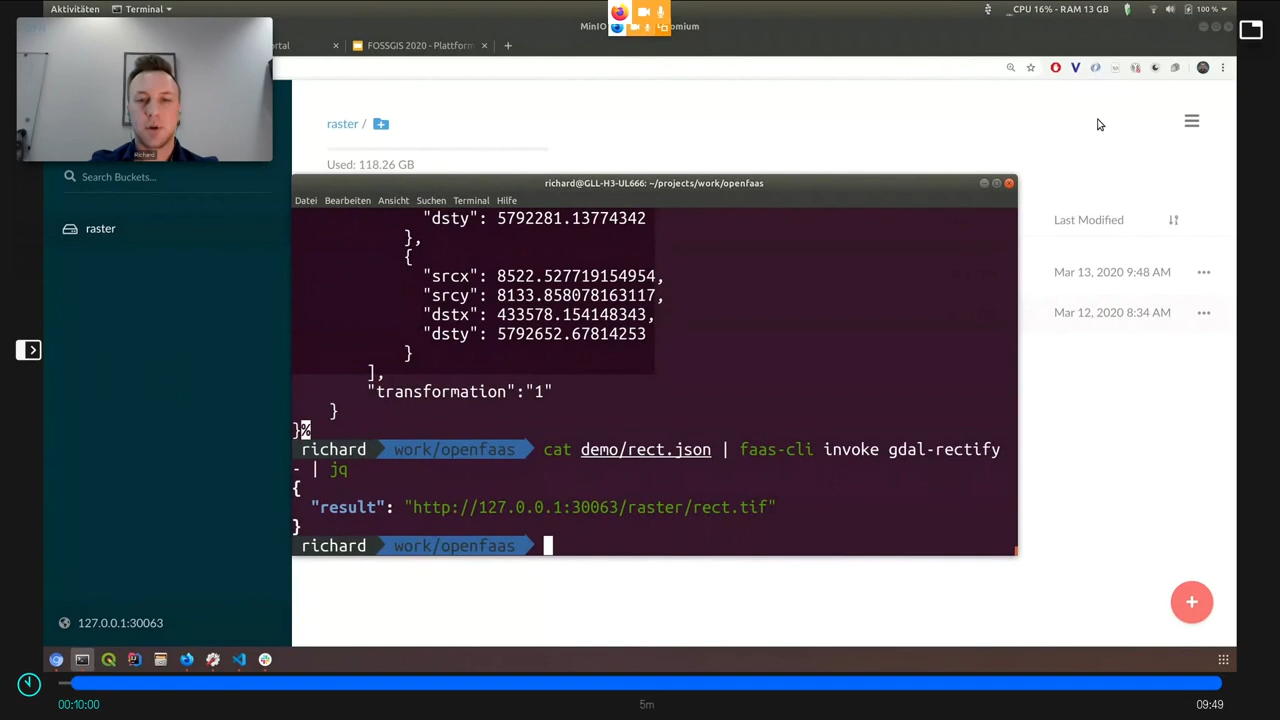 Aktivitäten
Terminal
CPU 16% - RAM 13 GB
100 %
FOSSGIS 2020 - Plattform
Richard
raster /
Used: 118.26 GB
Search Buckets...
raster
Last Modified
Mar 13, 2020 9:48 AM
Mar 12, 2020 8:34 AM
richard@GLL-H3-UL666: ~/projects/work/openfaas
Datei Bearbeiten Ansicht Suchen Terminal Hilfe
"dsty": 5792281.13774342
},
{
"srcx": 8522.527719154954,
"srcy": 8133.858078163117,
"dstx": 433578.154148343,
"dsty": 5792652.67814253
}
],
"transformation":"1"
}
}%
richard work/openfaas cat demo/rect.json | faas-cli invoke gdal-rectify
- | jq
{
"result": "http://127.0.0.1:30063/raster/rect.tif"
}
richard work/openfaas
127.0.0.1:30063
00:10:00
5m
09:49